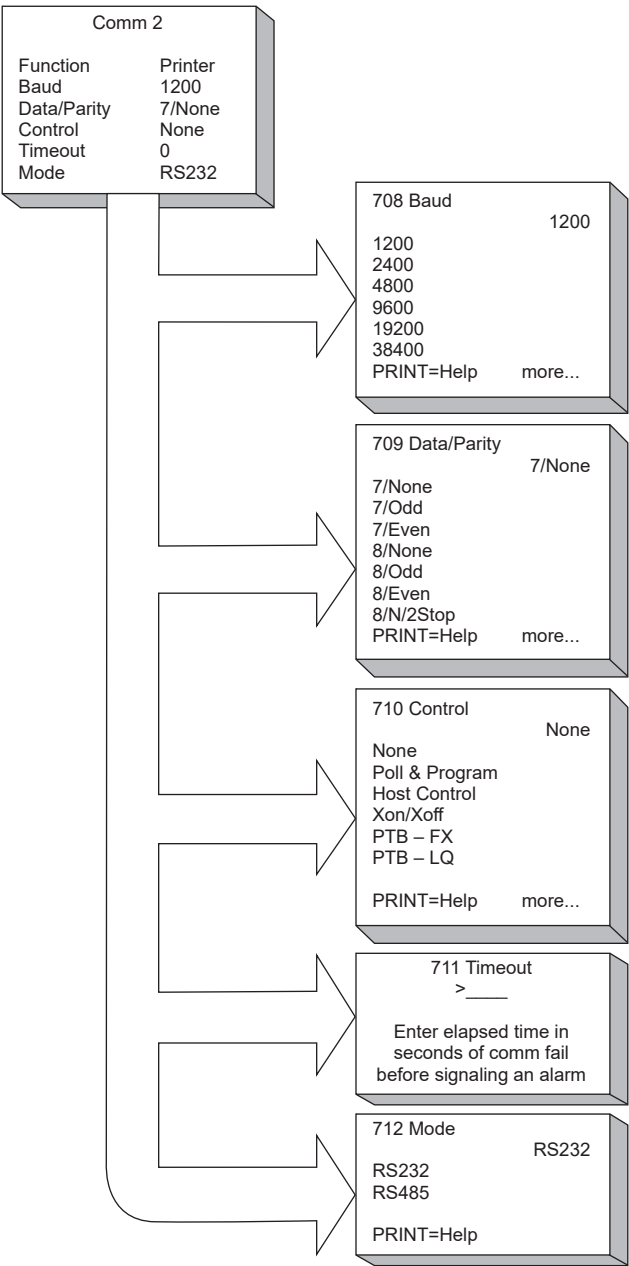 Comm 2
Function Printer
Baud 1200
Data/Parity 7/None
Control None
Timeout 0
Mode RS232
708 Baud
1200
1200
2400
4800
9600
19200
38400
PRINT=Help more...
709 Data/Parity
7/None
7/None
7/Odd
7/Even
8/None
8/Odd
8/Even
8/N/2Stop
PRINT=Help more...
710 Control
None
None
Poll & Program
Host Control
Xon/Xoff
PTB – FX
PTB – LQ
PRINT=Help more...
711 Timeout
>____
Enter elapsed time in
seconds of comm fail
before signaling an alarm
712 Mode
RS232
RS232
RS485
PRINT=Help